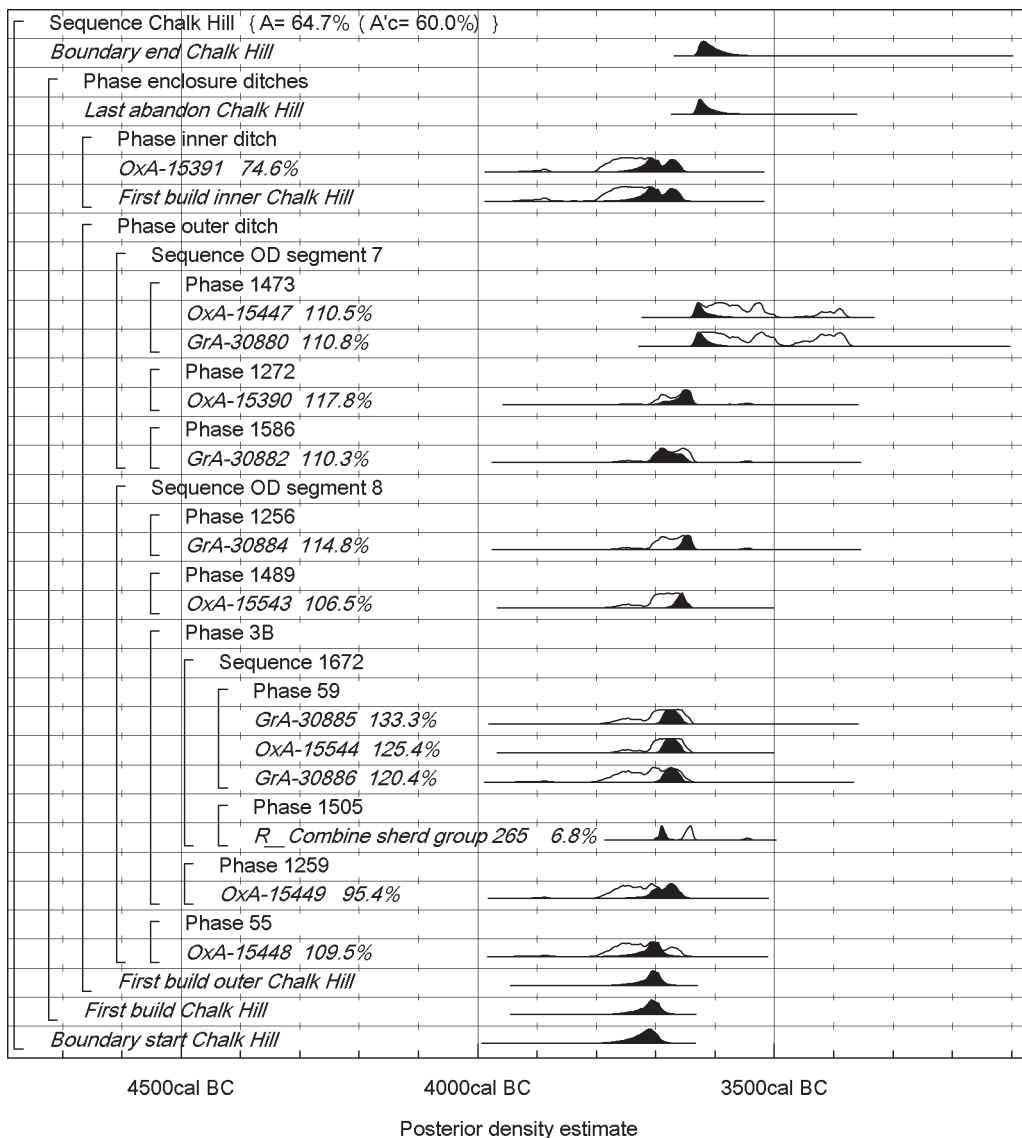 Sequence Chalk Hill { A= 64.7% ( A'c= 60.0%) }
Boundary end Chalk Hill
Phase enclosure ditches
Last abandon Chalk Hill
Phase inner ditch
OxA-15391 74.6%
First build inner Chalk Hill
Phase outer ditch
Sequence OD segment 7
Phase 1473
OxA-15447 110.5%
GrA-30880 110.8%
Phase 1272
OxA-15390 117.8%
Phase 1586
GrA-30882 110.3%
Sequence OD segment 8
Phase 1256
GrA-30884 114.8%
Phase 1489
OxA-15543 106.5%
Phase 3B
Sequence 1672
Phase 59
GrA-30885 133.3%
OxA-15544 125.4%
GrA-30886 120.4%
Phase 1505
R__Combine sherd group 265 6.8%
Phase 1259
OxA-15449 95.4%
Phase 55
OxA-15448 109.5%
First build outer Chalk Hill
First build Chalk Hill
Boundary start Chalk Hill
4500cal BC 4000cal BC 3500cal BC
Posterior density estimate